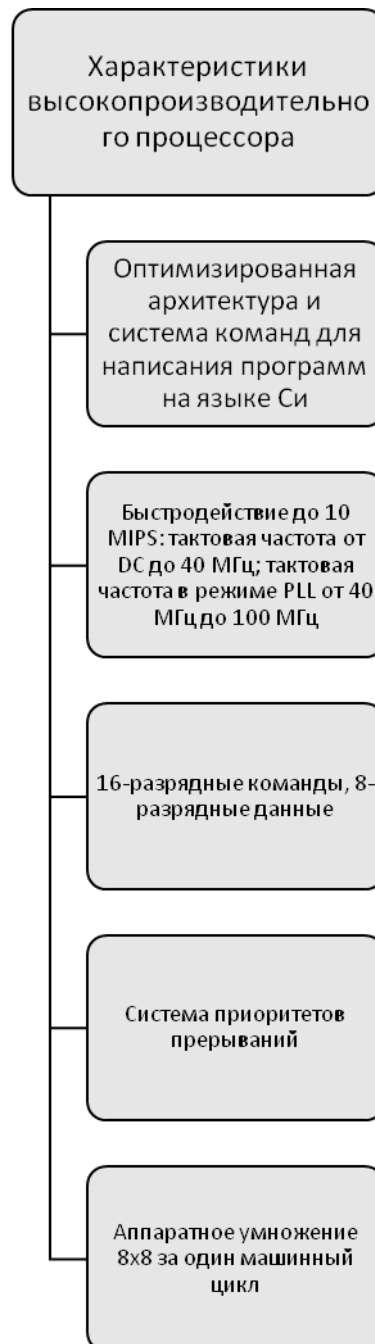 Характеристики
высокопроизводительно
го процессора
Оптимизированная
архитектура и
система команд для
написания программ
на языке Си
Быстродействие до 10
MIPS: тактовая частота от
DC до 40 МГц; тактовая
частота в режиме PLL от 40
МГц до 100 МГц
16-разрядные команды, 8-
разрядные данные
Система приоритетов
прерываний
Аппаратное умножение
8x8 за один машинный
цикл